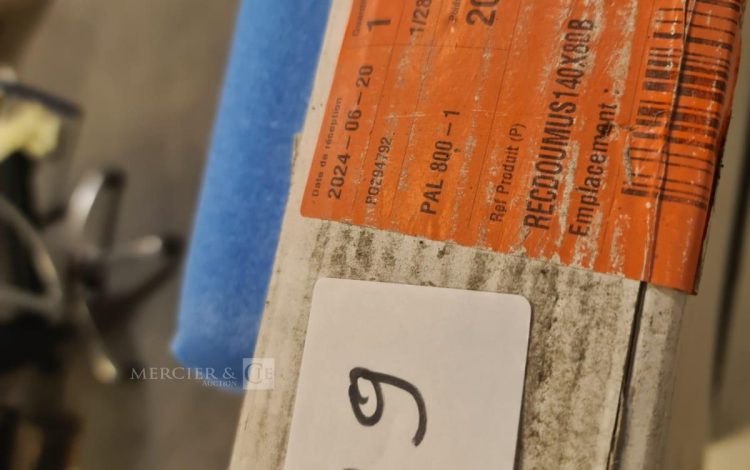 1
1/28
20
Date de réception
2024-06-20
PO294792
PAL 800-1
Ref Produit (P)
RECDOUMUS140X80B
Emplacement :
9
MERCIER & CIE
AUCTION